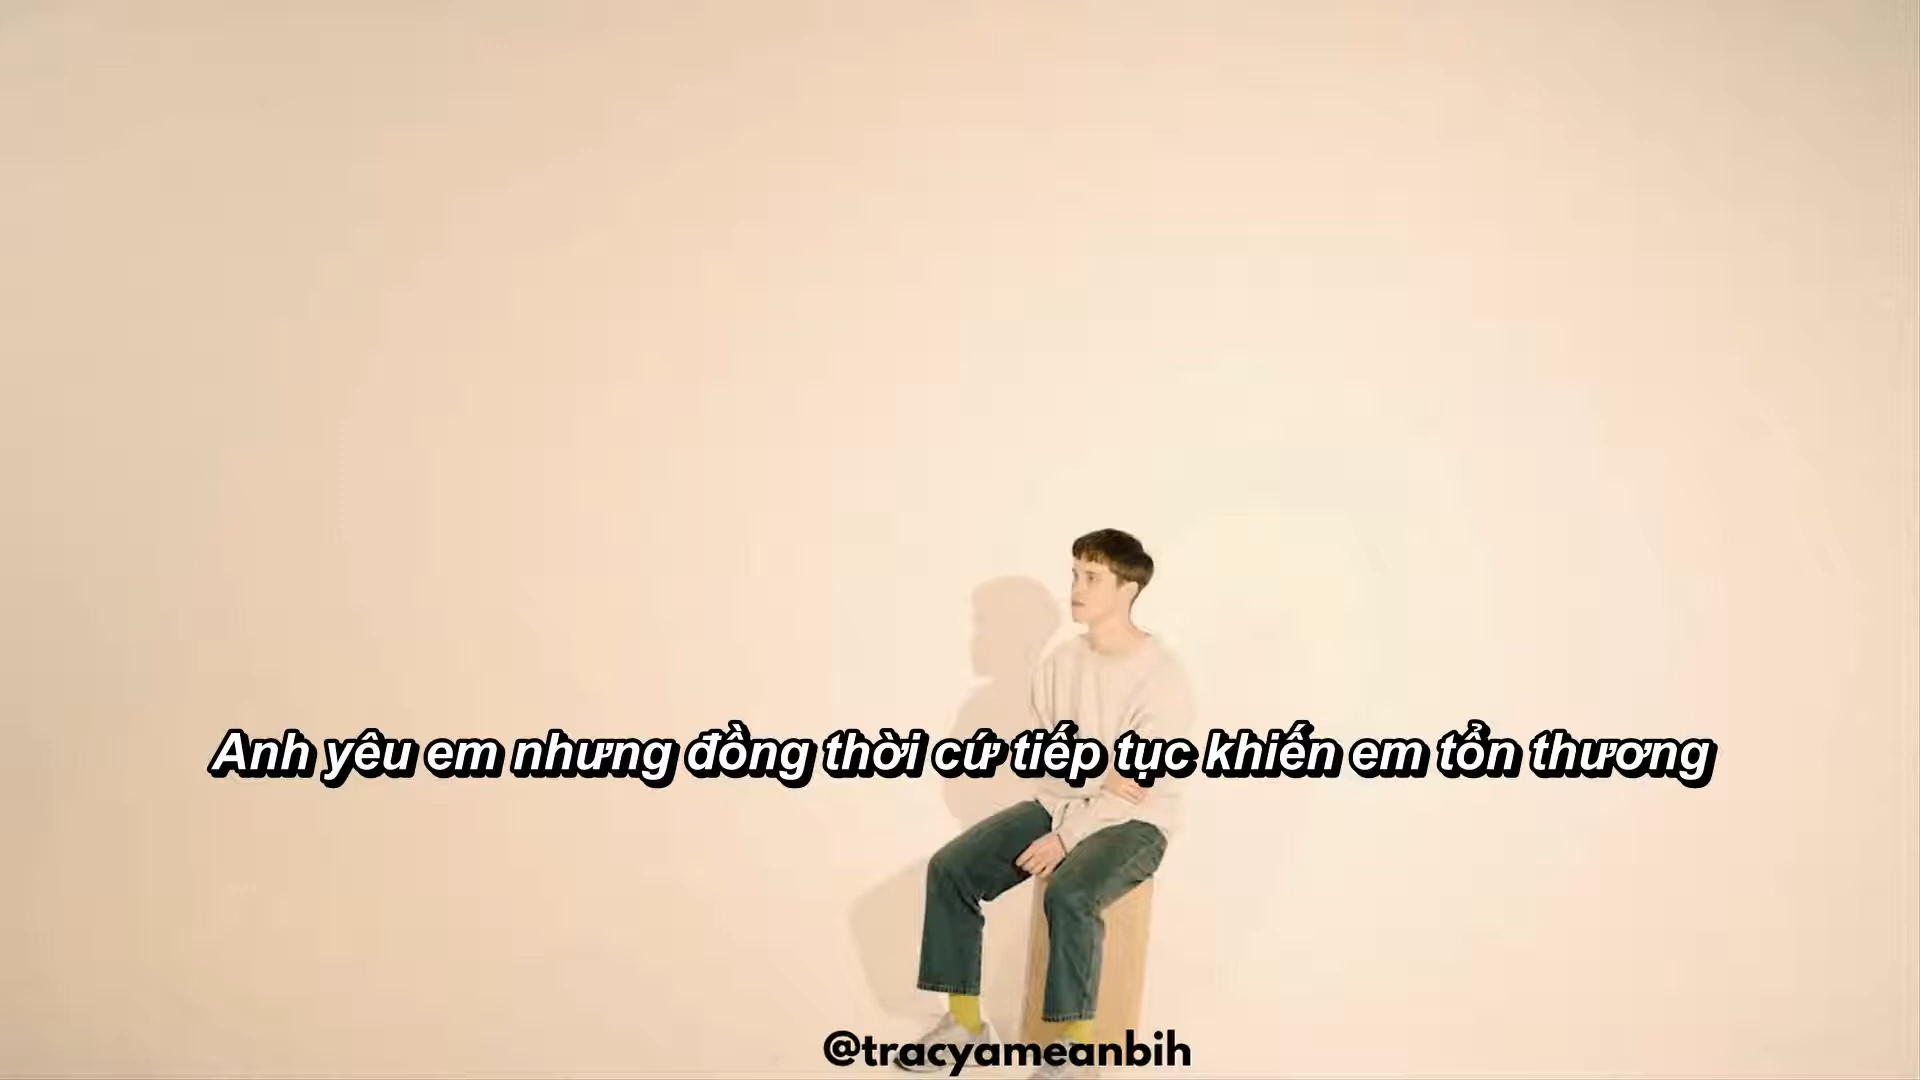 Anh yêu em nhưng đồng thời cứ tiếp tục khiến em tổn thương
@tracyameanbih